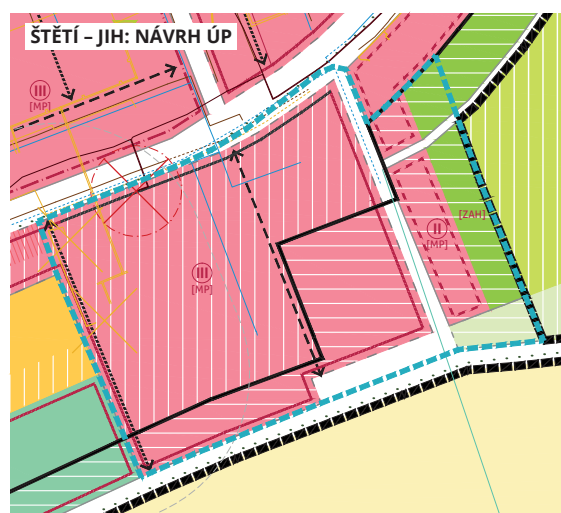 ŠTĚTÍ – JIH: NÁVRH ÚP
III
[MP]
[ZAH]
II
[MP]
III
[MP]